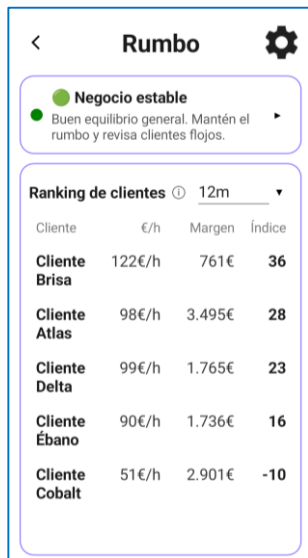 Rumbo
Negocio estable
Buen equilibrio general. Mantén el
rumbo y revisa clientes flojos.
Ranking de clientes ⓘ 12m
Cliente €/h Margen Índice
Cliente Brisa 122€/h 761€ 36
Cliente Atlas 98€/h 3.495€ 28
Cliente Delta 99€/h 1.765€ 23
Cliente Ébano 90€/h 1.736€ 16
Cliente Cobalt 51€/h 2.901€ -10